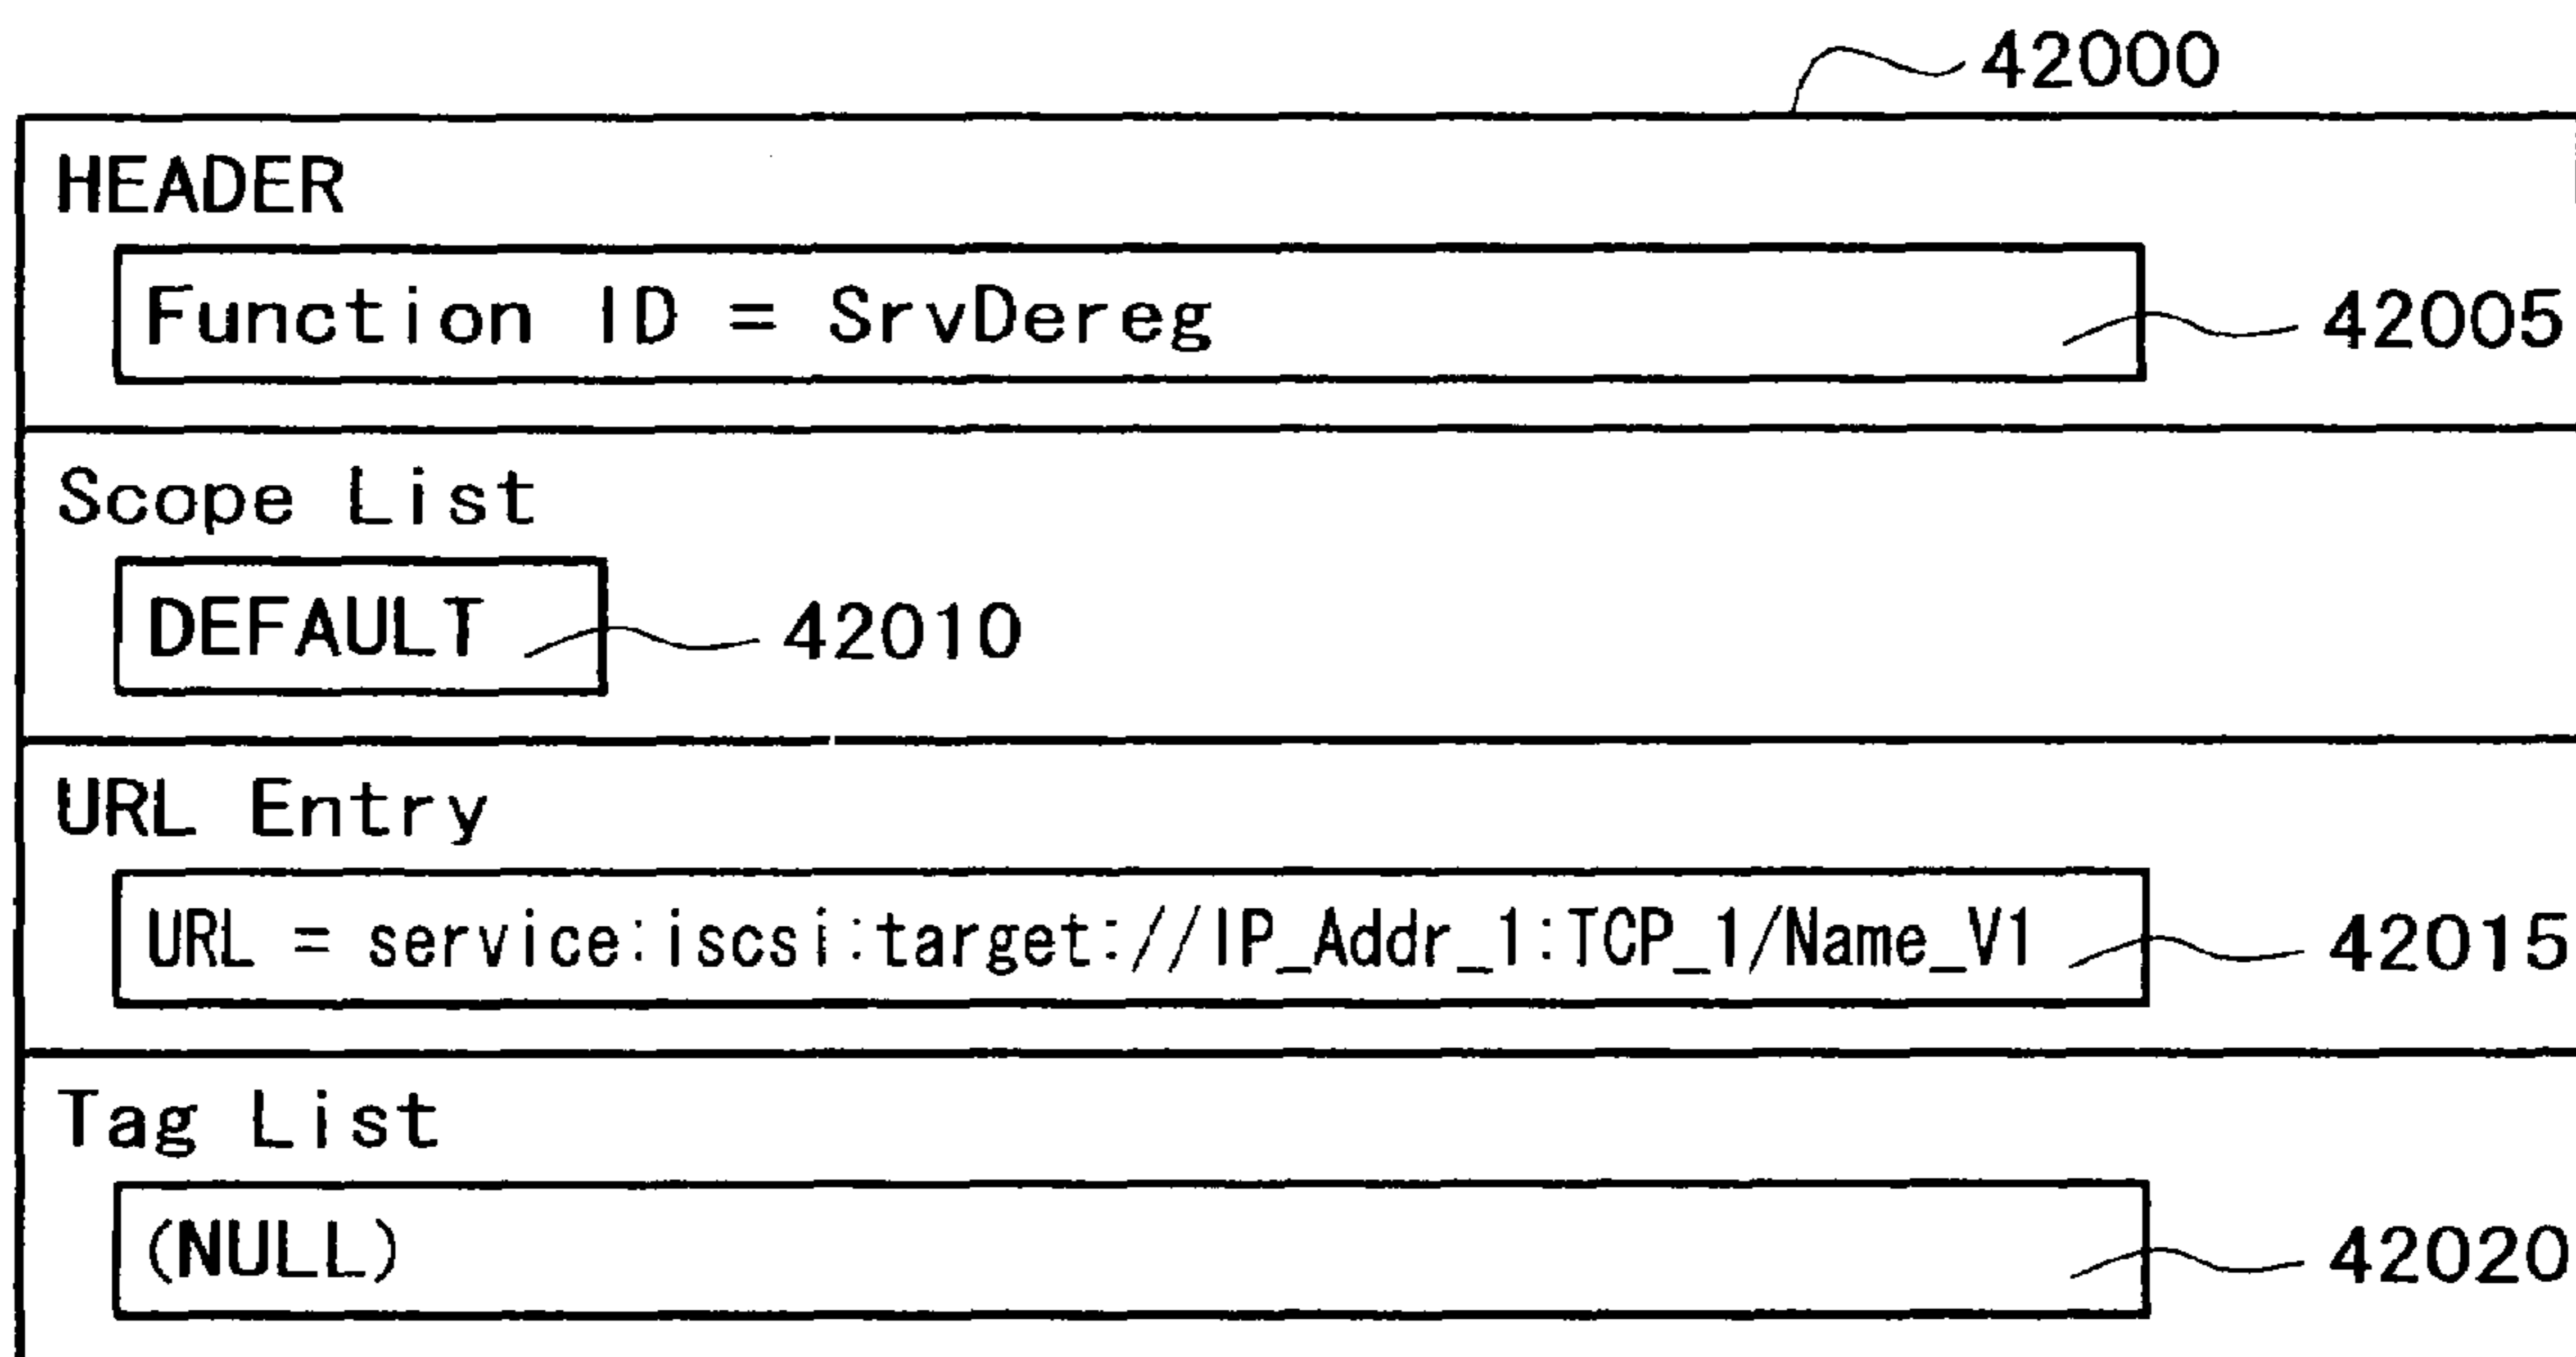 42000
HEADER
Function ID = SrvDereg
42005
Scope List
DEFAULT
42010
URL Entry
URL = service:iscsi:target://IP_Addr_1:TCP_1/Name_V1
42015
Tag List
(NULL)
42020